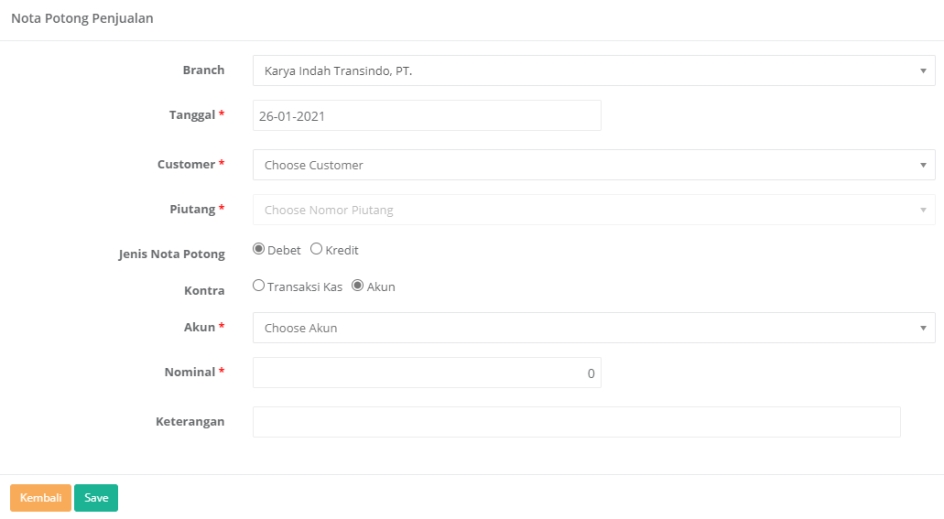 Nota Potong Penjualan
Branch Karya Indah Transindo, PT.
Tanggal * 26-01-2021
Customer * Choose Customer
Piutang * Choose Nomor Piutang
Jenis Nota Potong Debet Kredit
Kontra Transaksi Kas Akun
Akun * Choose Akun
Nominal * 0
Keterangan
Kembali Save